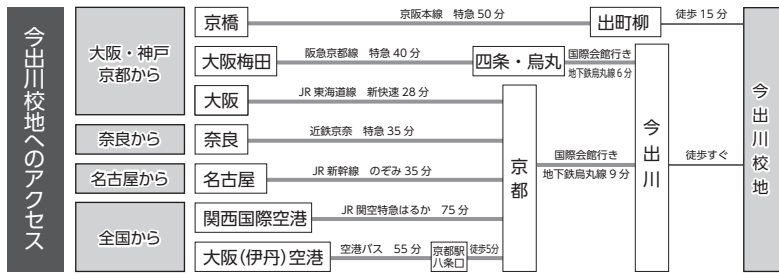 今出川校地へのアクセス
大阪・神戸
京都から
京橋
京阪本線 特急 50 分
出町柳
徒歩 15 分
大阪梅田
阪急京都線 特急 40 分
四条・烏丸
国際会館行き
地下鉄烏丸線 6 分
大阪
JR 東海道線 新快速 28 分
奈良から
奈良
近鉄京奈 特急 35 分
名古屋から
名古屋
JR 新幹線 のぞみ 35 分
全国から
関西国際空港
JR 関空特急はるか 75 分
大阪(伊丹)空港
空港バス 55 分
京都駅
八条口
徒歩5分
京都
国際会館行き
地下鉄烏丸線 9 分
今出川
徒歩すぐ
今出川校地